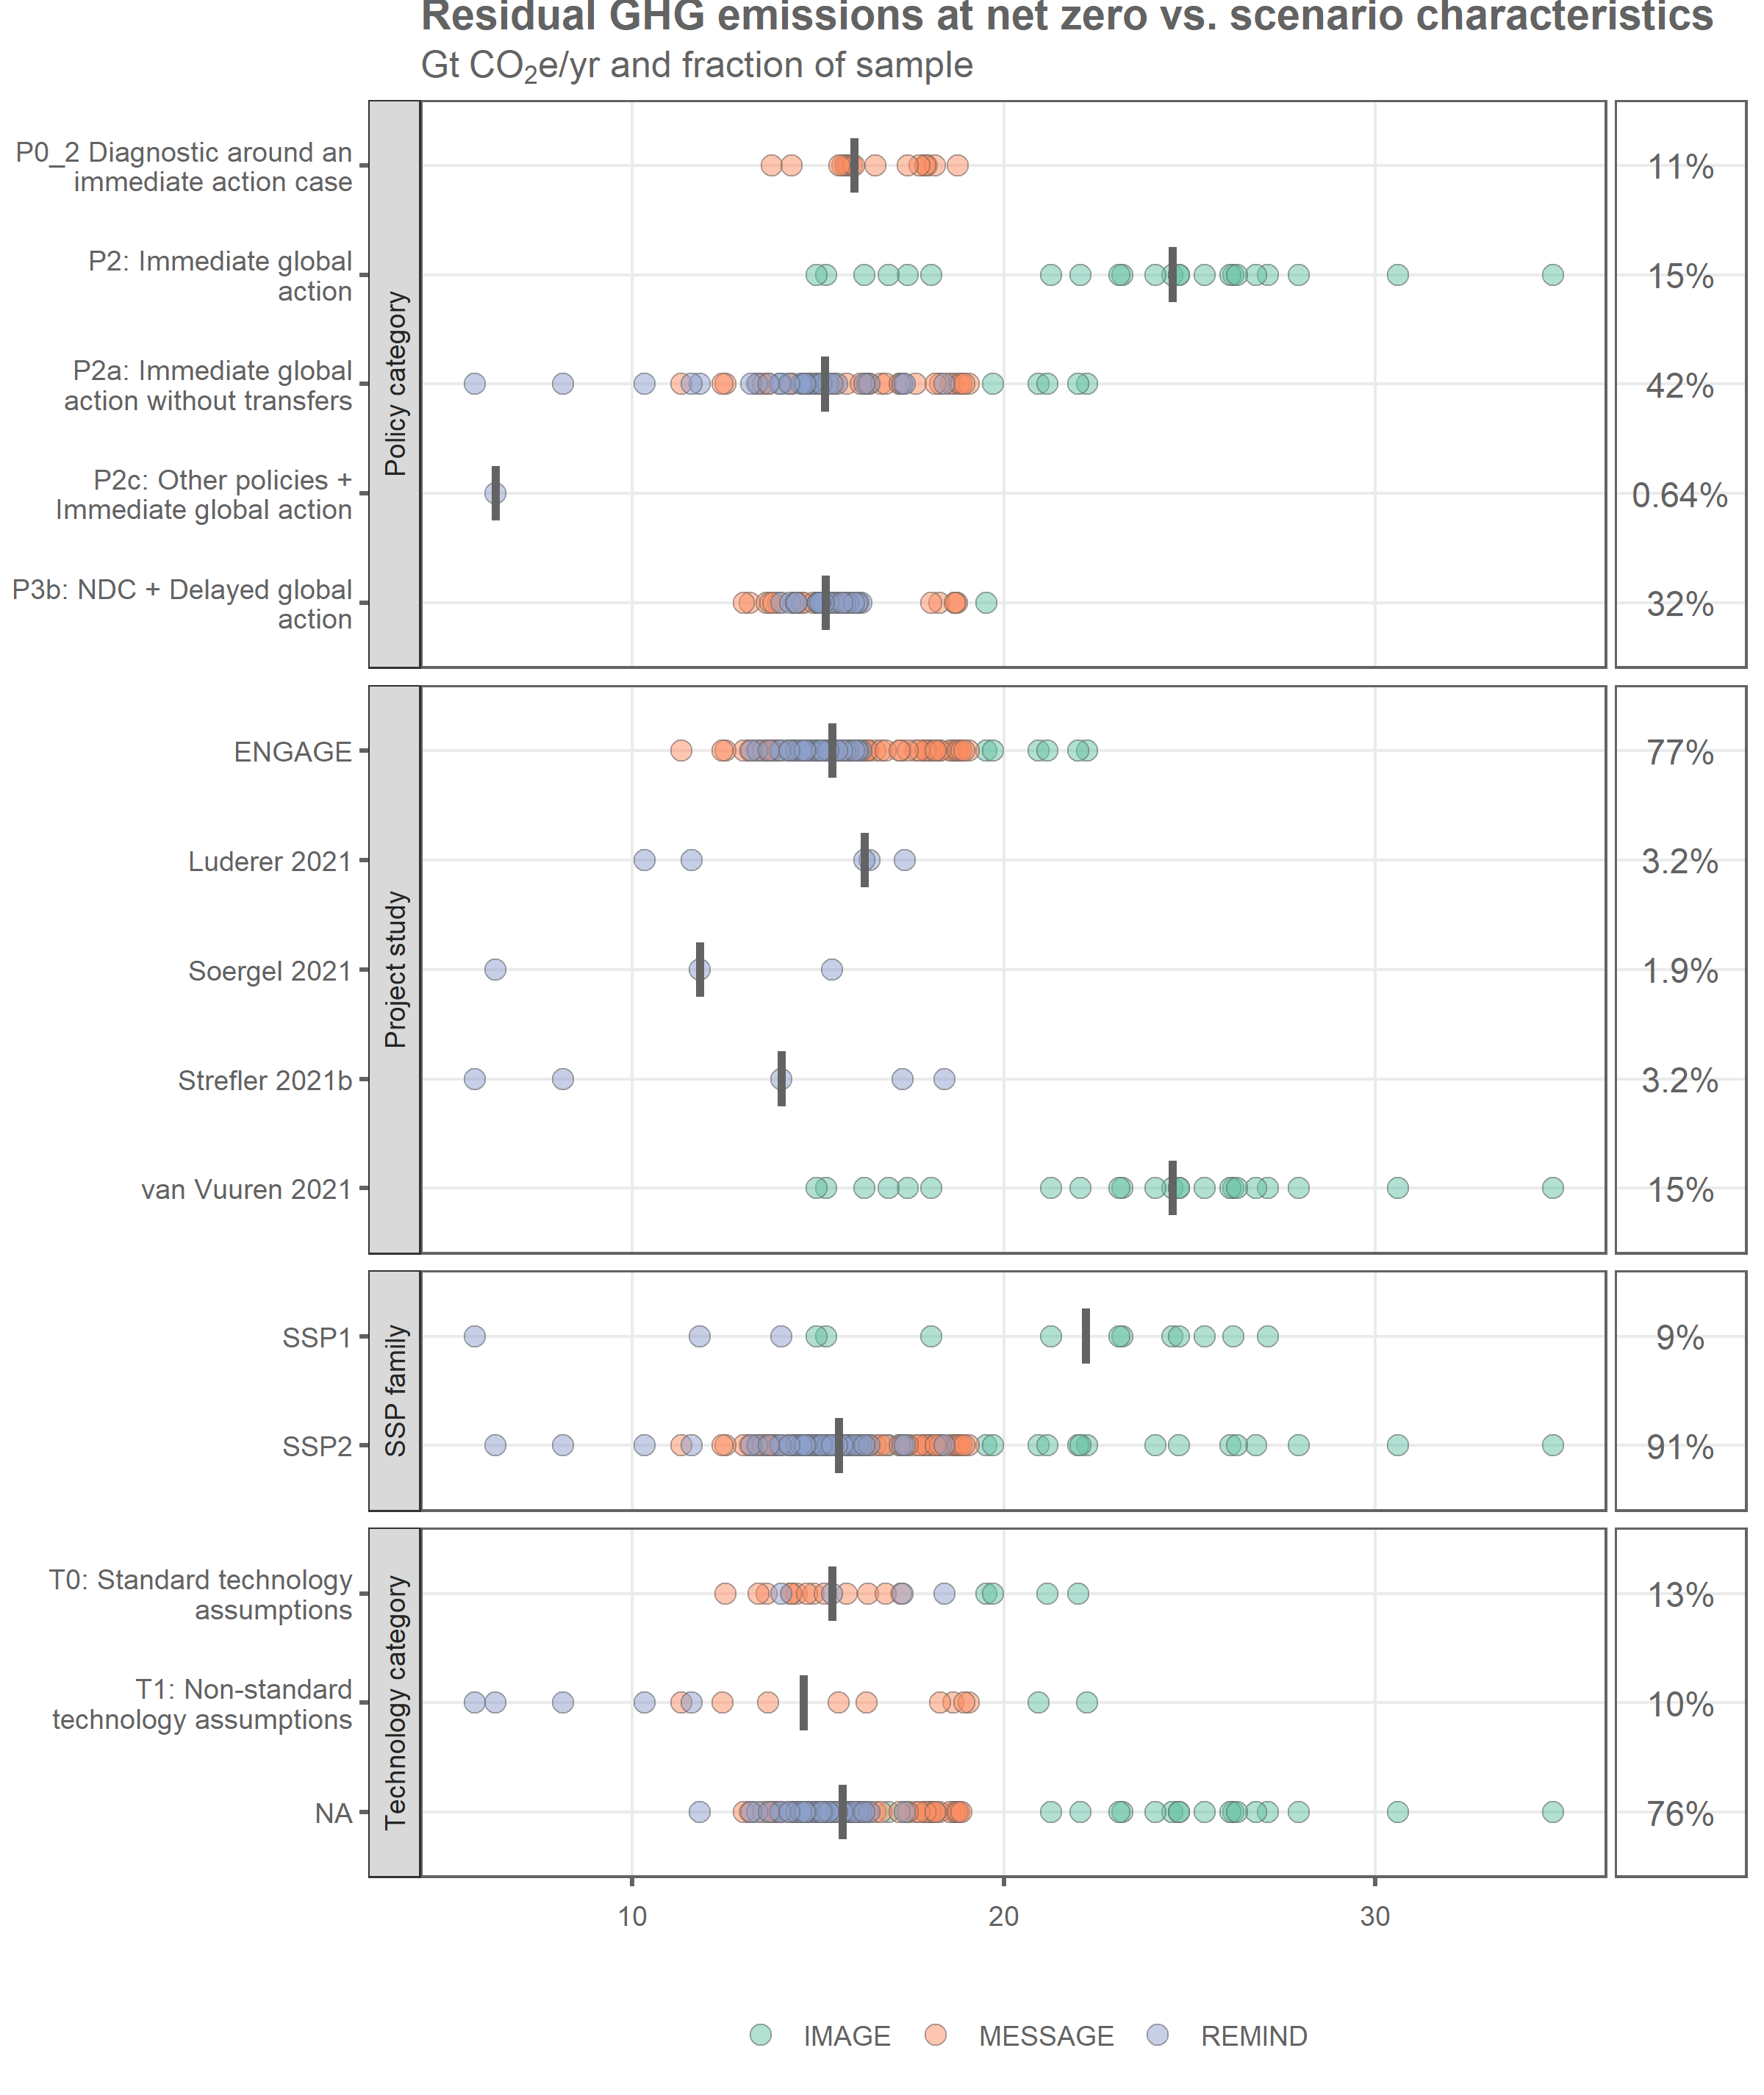 Residual GHG emissions at net zero vs. scenario characteristics
Gt CO₂e/yr and fraction of sample
Policy category
P0_2 Diagnostic around an
immediate action case
11%
P2: Immediate global
action
15%
P2a: Immediate global
action without transfers
42%
P2c: Other policies +
Immediate global action
0.64%
P3b: NDC + Delayed global
action
32%
Project study
ENGAGE
77%
Luderer 2021
3.2%
Soergel 2021
1.9%
Strefler 2021b
3.2%
van Vuuren 2021
15%
SSP family
SSP1
9%
SSP2
91%
Technology category
T0: Standard technology
assumptions
13%
T1: Non-standard
technology assumptions
10%
NA
76%
10 20 30
IMAGE MESSAGE REMIND